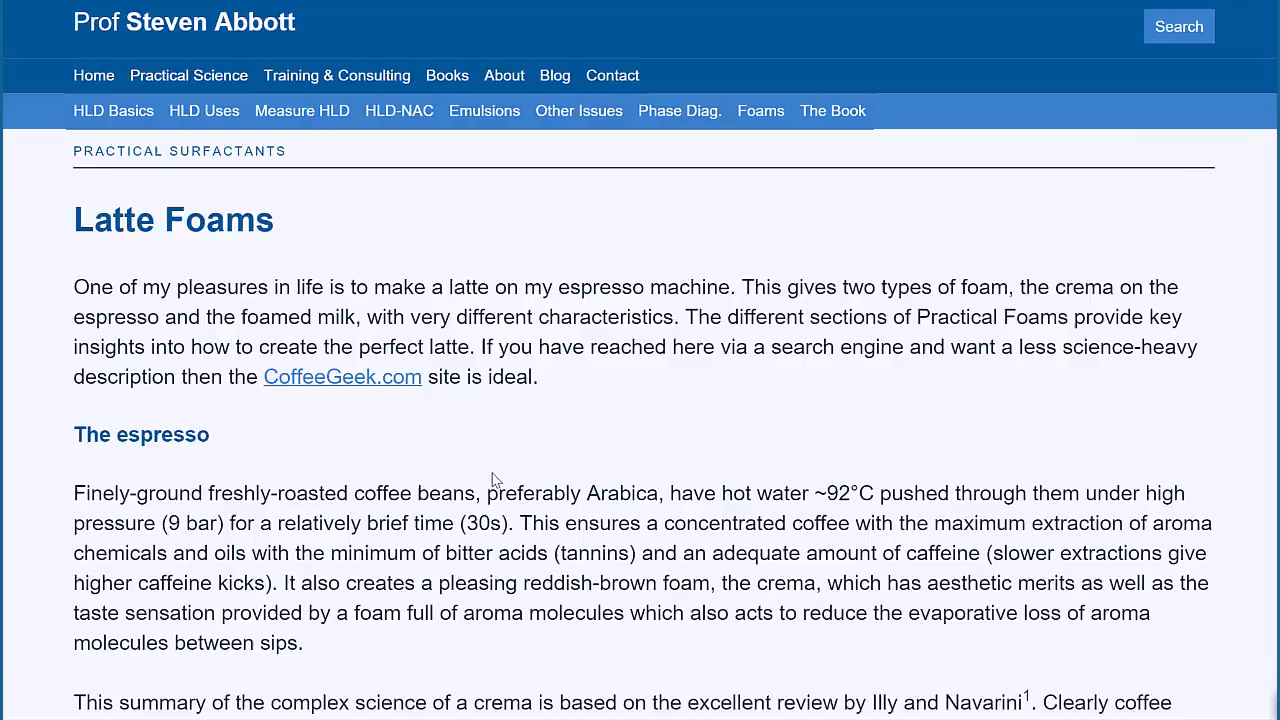 Prof Steven Abbott
Search
Home Practical Science Training & Consulting Books About Blog Contact
HLD Basics HLD Uses Measure HLD HLD-NAC Emulsions Other Issues Phase Diag. Foams The Book
PRACTICAL SURFACTANTS
Latte Foams
One of my pleasures in life is to make a latte on my espresso machine. This gives two types of foam, the crema on the
espresso and the foamed milk, with very different characteristics. The different sections of Practical Foams provide key
insights into how to create the perfect latte. If you have reached here via a search engine and want a less science-heavy
description then the CoffeeGeek.com site is ideal.
The espresso
Finely-ground freshly-roasted coffee beans, preferably Arabica, have hot water ~92°C pushed through them under high
pressure (9 bar) for a relatively brief time (30s). This ensures a concentrated coffee with the maximum extraction of aroma
chemicals and oils with the minimum of bitter acids (tannins) and an adequate amount of caffeine (slower extractions give
higher caffeine kicks). It also creates a pleasing reddish-brown foam, the crema, which has aesthetic merits as well as the
taste sensation provided by a foam full of aroma molecules which also acts to reduce the evaporative loss of aroma
molecules between sips.
This summary of the complex science of a crema is based on the excellent review by Illy and Navarini¹. Clearly coffee